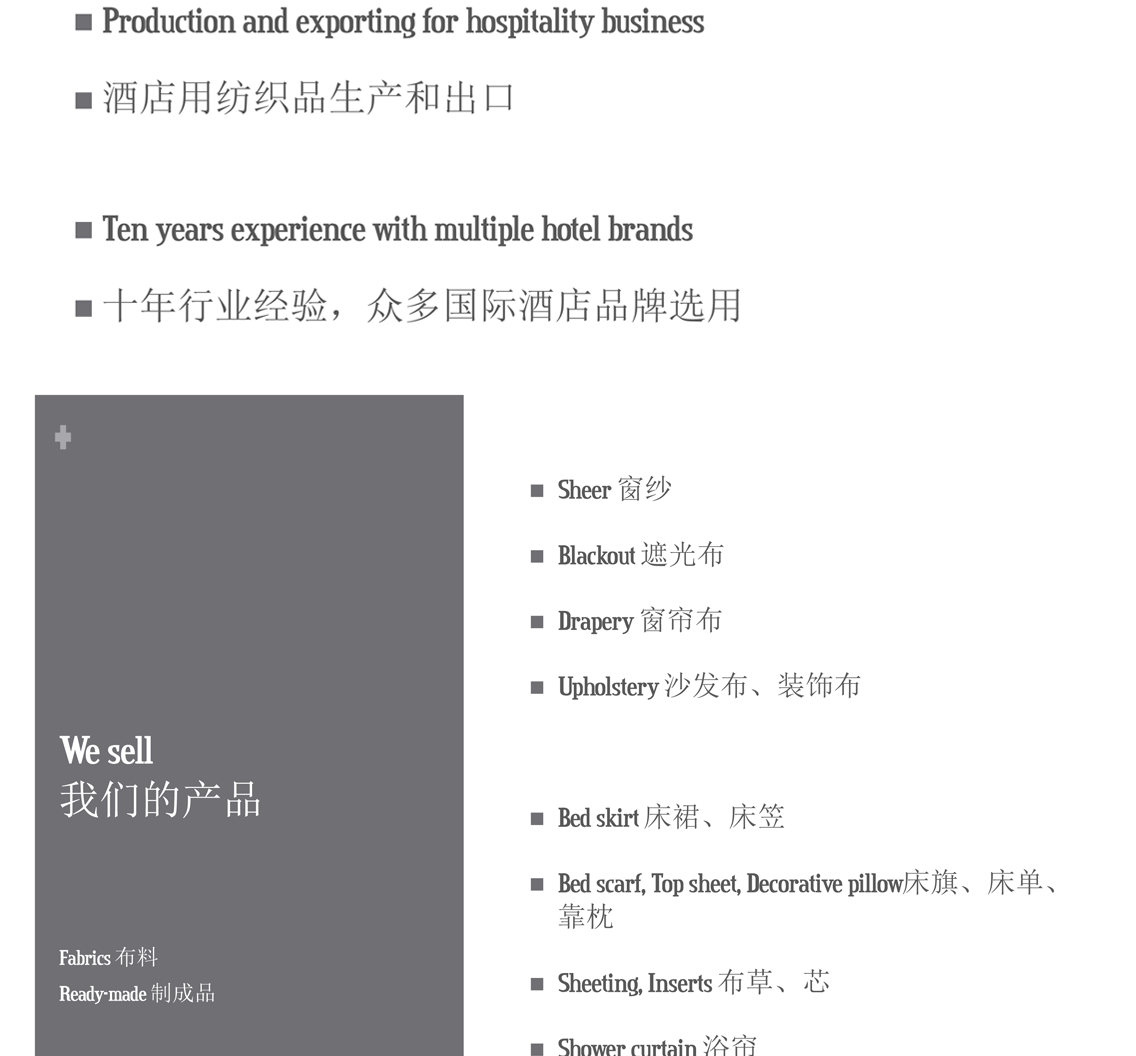 Production and exporting for hospitality business
酒店用纺织品生产和出口
Ten years experience with multiple hotel brands
十年行业经验，众多国际酒店品牌选用
We sell
我们的产品
Fabrics 布料
Ready-made 制成品
Sheer 窗纱
Blackout 遮光布
Drapery 窗帘布
Upholstery 沙发布、装饰布
Bed skirt 床裙、床笠
Bed scarf, Top sheet, Decorative pillow床旗、床单、
靠枕
Sheeting, Inserts 布草、芯
Shower curtain 浴帘